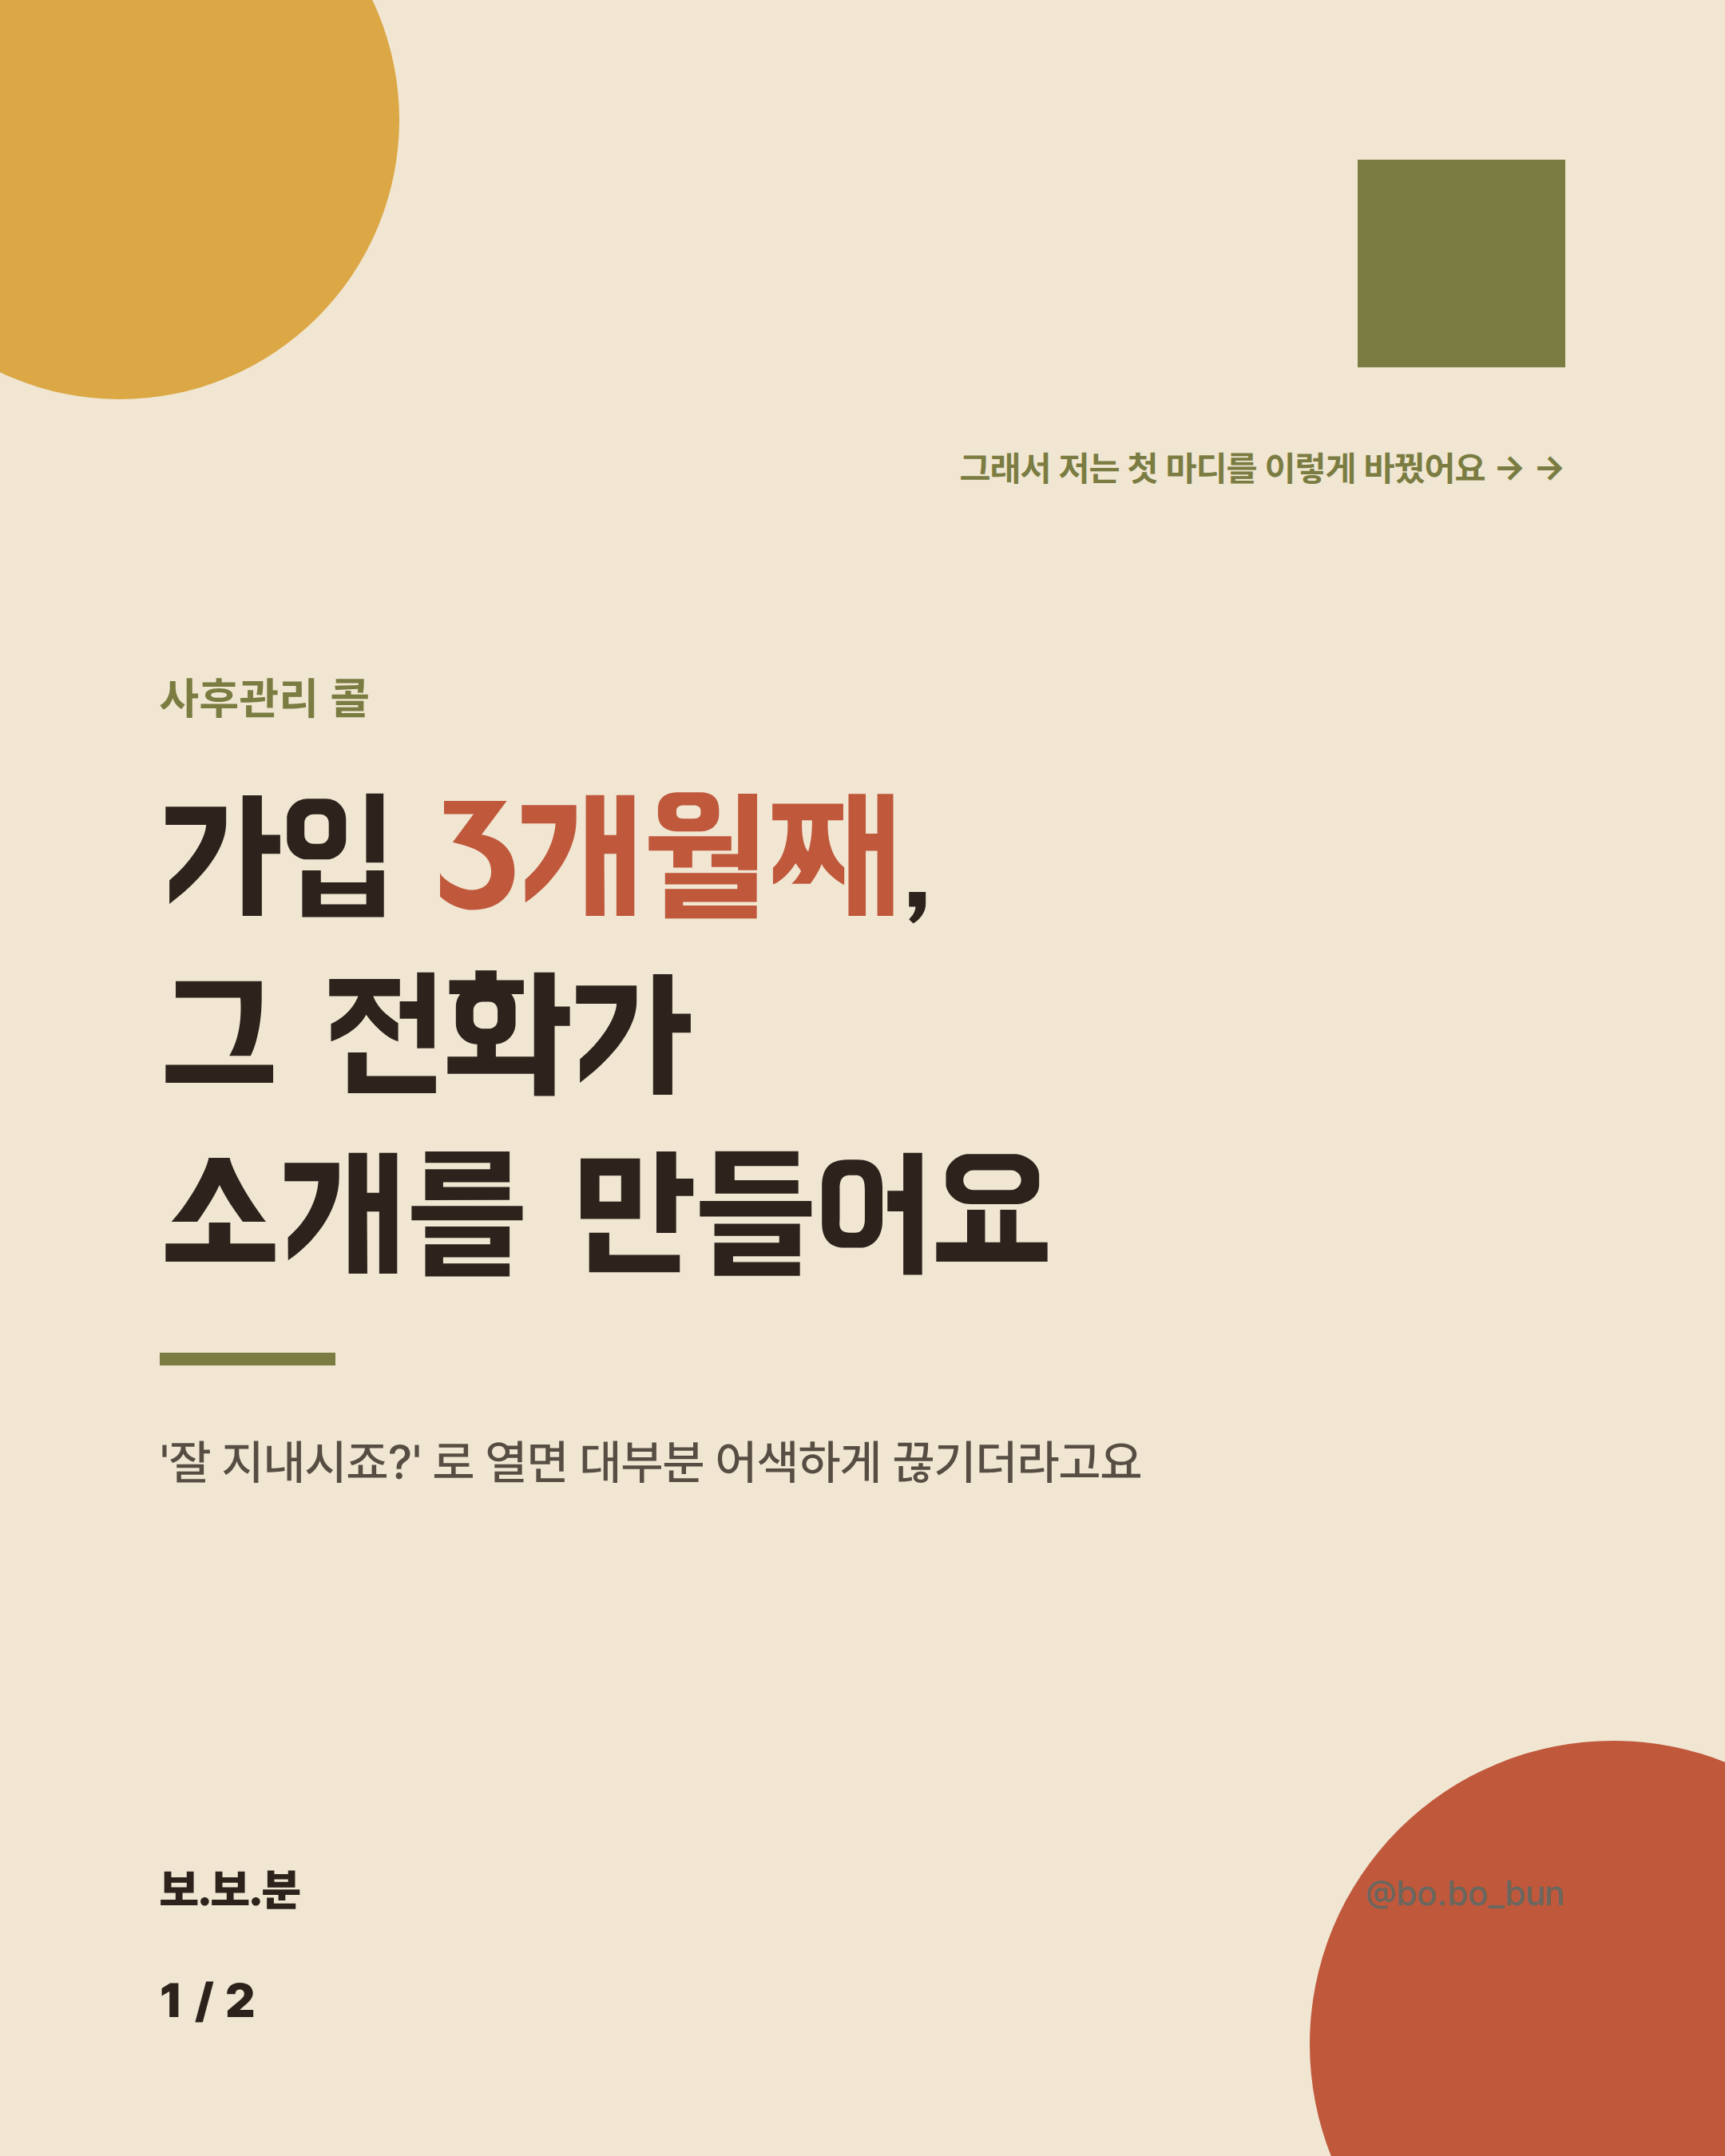 그래서 저는 첫 마디를 이렇게 바꿨어요 → →
사후관리 콜
가입 3개월째,
그 전화가
소개를 만들어요
'잘 지내시죠?' 로 열면 대부분 어색하게 끊기더라고요
보.보.분
@bo.bo_bun
1 / 2